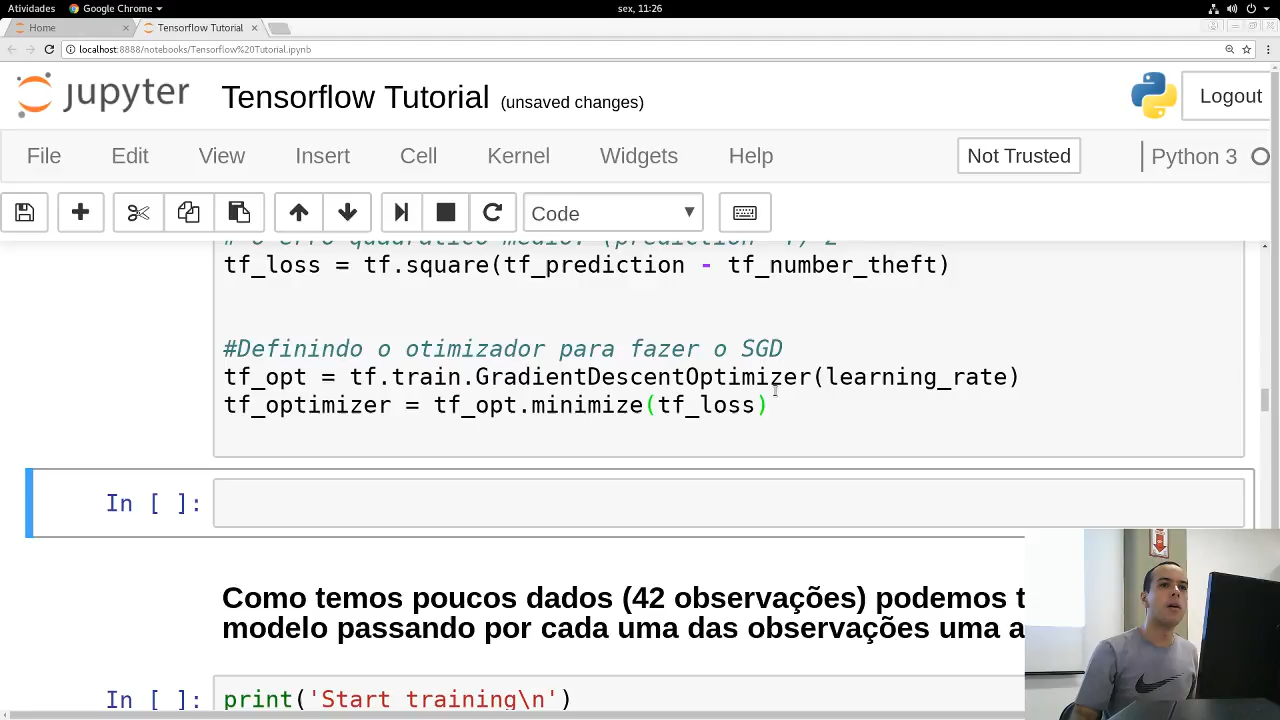 Atividades Google Chrome sex, 11:26
Home Tensorflow Tutorial
localhost:8888/notebooks/Tensorflow%20Tutorial.ipynb
jupyter Tensorflow Tutorial (unsaved changes) Logout
File Edit View Insert Cell Kernel Widgets Help Not Trusted Python 3
Code
tf_loss = tf.square(tf_prediction - tf_number_theft)
#Definindo o otimizador para fazer o SGD
tf_opt = tf.train.GradientDescentOptimizer(learning_rate)
tf_optimizer = tf_opt.minimize(tf_loss)
In [ ]:
Como temos poucos dados (42 observações) podemos t
modelo passando por cada uma das observações uma a
In [ ]: print('Start training\n')